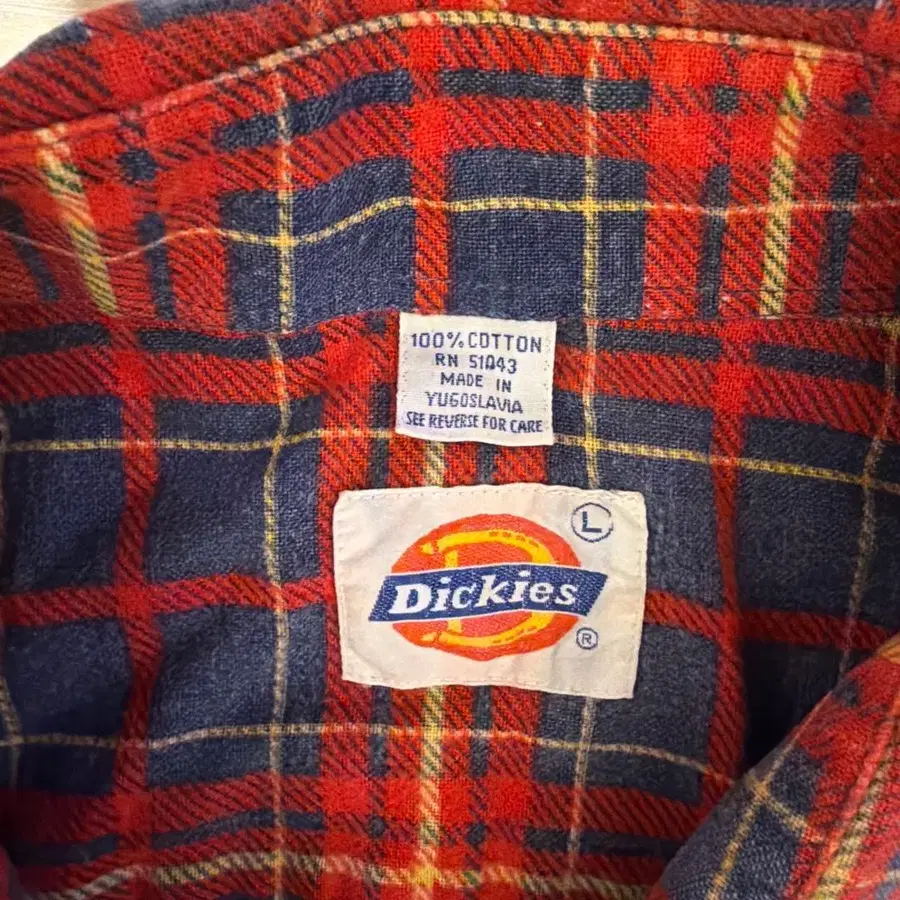 100% COTTON
RN 51043
MADE IN
YUGOSLAVIA
SEE REVERSE FOR CARE
L
Dickies
®